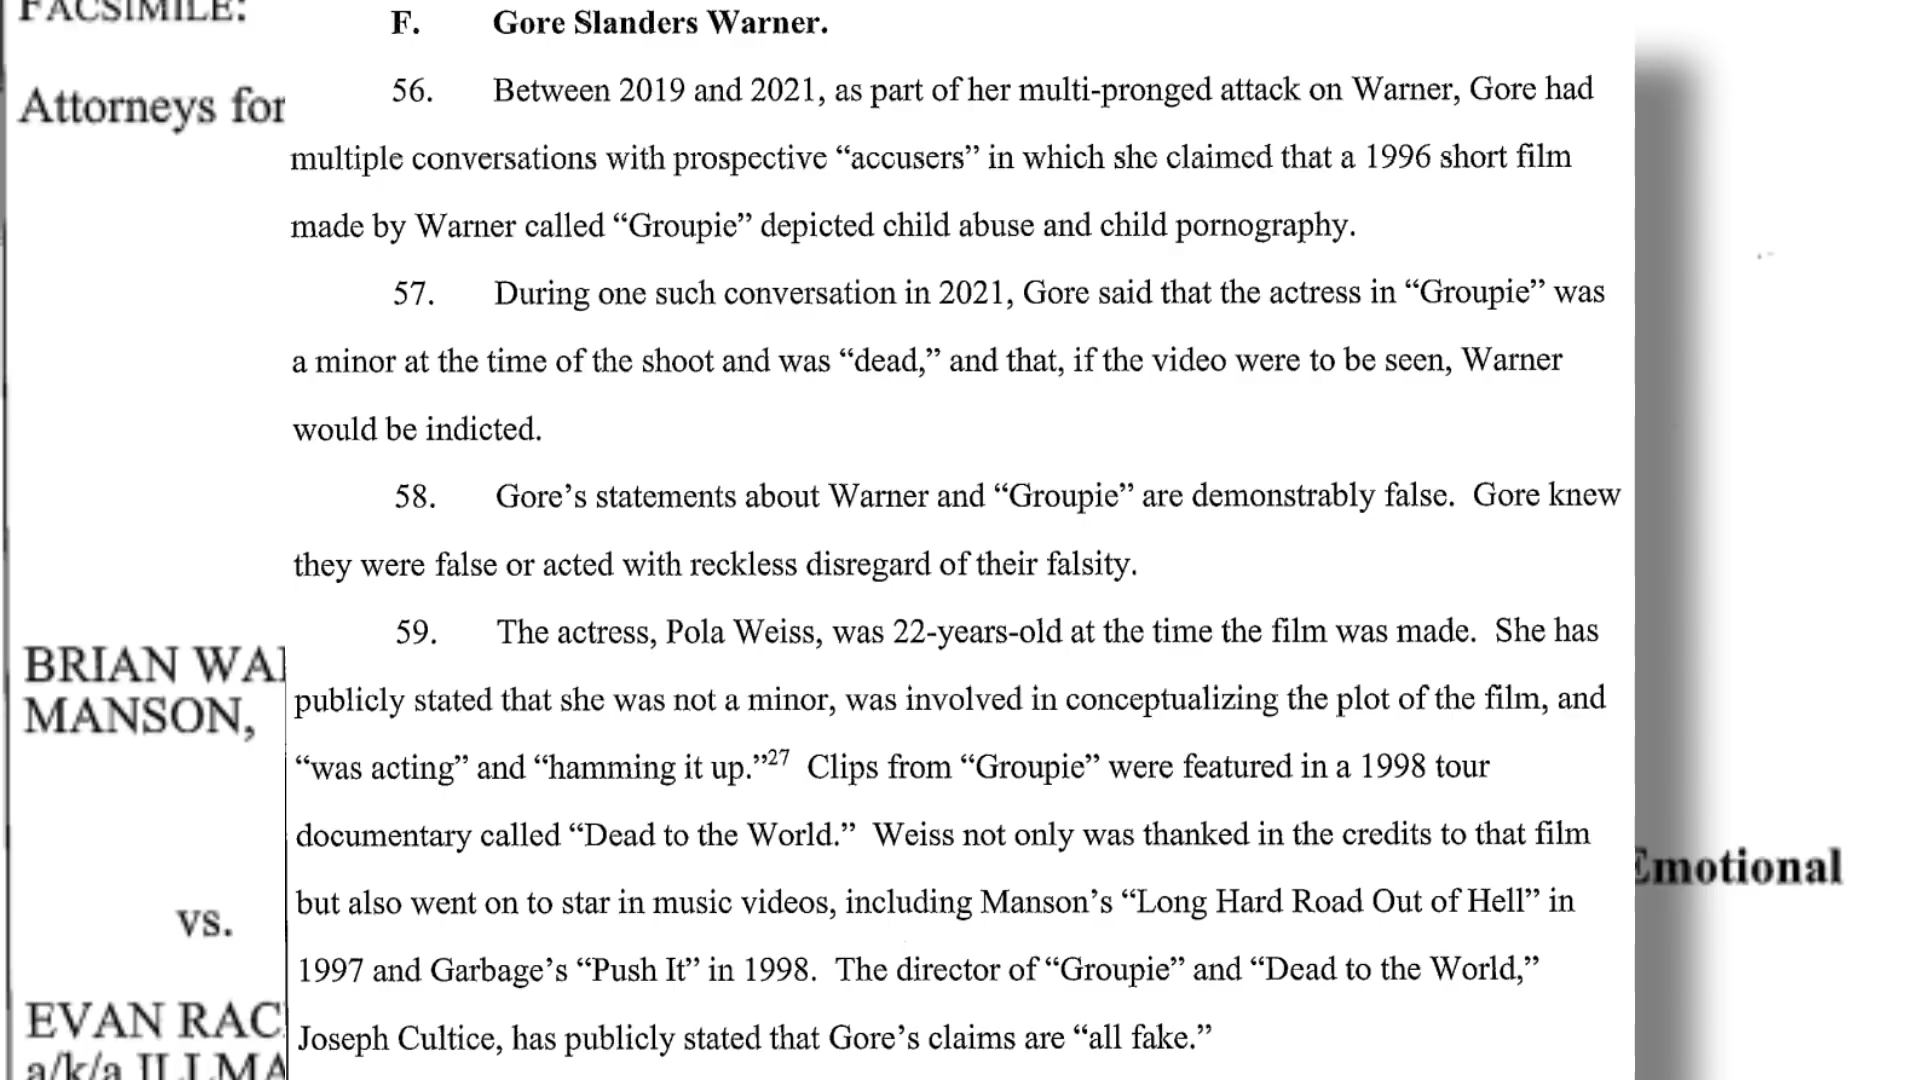 FACSIMILE:
Attorneys for
BRIAN WA
MANSON,
vs.
EVAN RAC
a/k/a ILLMA
F. Gore Slanders Warner.
56. Between 2019 and 2021, as part of her multi-pronged attack on Warner, Gore had
multiple conversations with prospective “accusers” in which she claimed that a 1996 short film
made by Warner called “Groupie” depicted child abuse and child pornography.
57. During one such conversation in 2021, Gore said that the actress in “Groupie” was
a minor at the time of the shoot and was “dead,” and that, if the video were to be seen, Warner
would be indicted.
58. Gore’s statements about Warner and “Groupie” are demonstrably false. Gore knew
they were false or acted with reckless disregard of their falsity.
59. The actress, Pola Weiss, was 22-years-old at the time the film was made. She has
publicly stated that she was not a minor, was involved in conceptualizing the plot of the film, and
“was acting” and “hamming it up.”27 Clips from “Groupie” were featured in a 1998 tour
documentary called “Dead to the World.” Weiss not only was thanked in the credits to that film
but also went on to star in music videos, including Manson’s “Long Hard Road Out of Hell” in
1997 and Garbage’s “Push It” in 1998. The director of “Groupie” and “Dead to the World,”
Joseph Cultice, has publicly stated that Gore’s claims are “all fake.”
Emotional